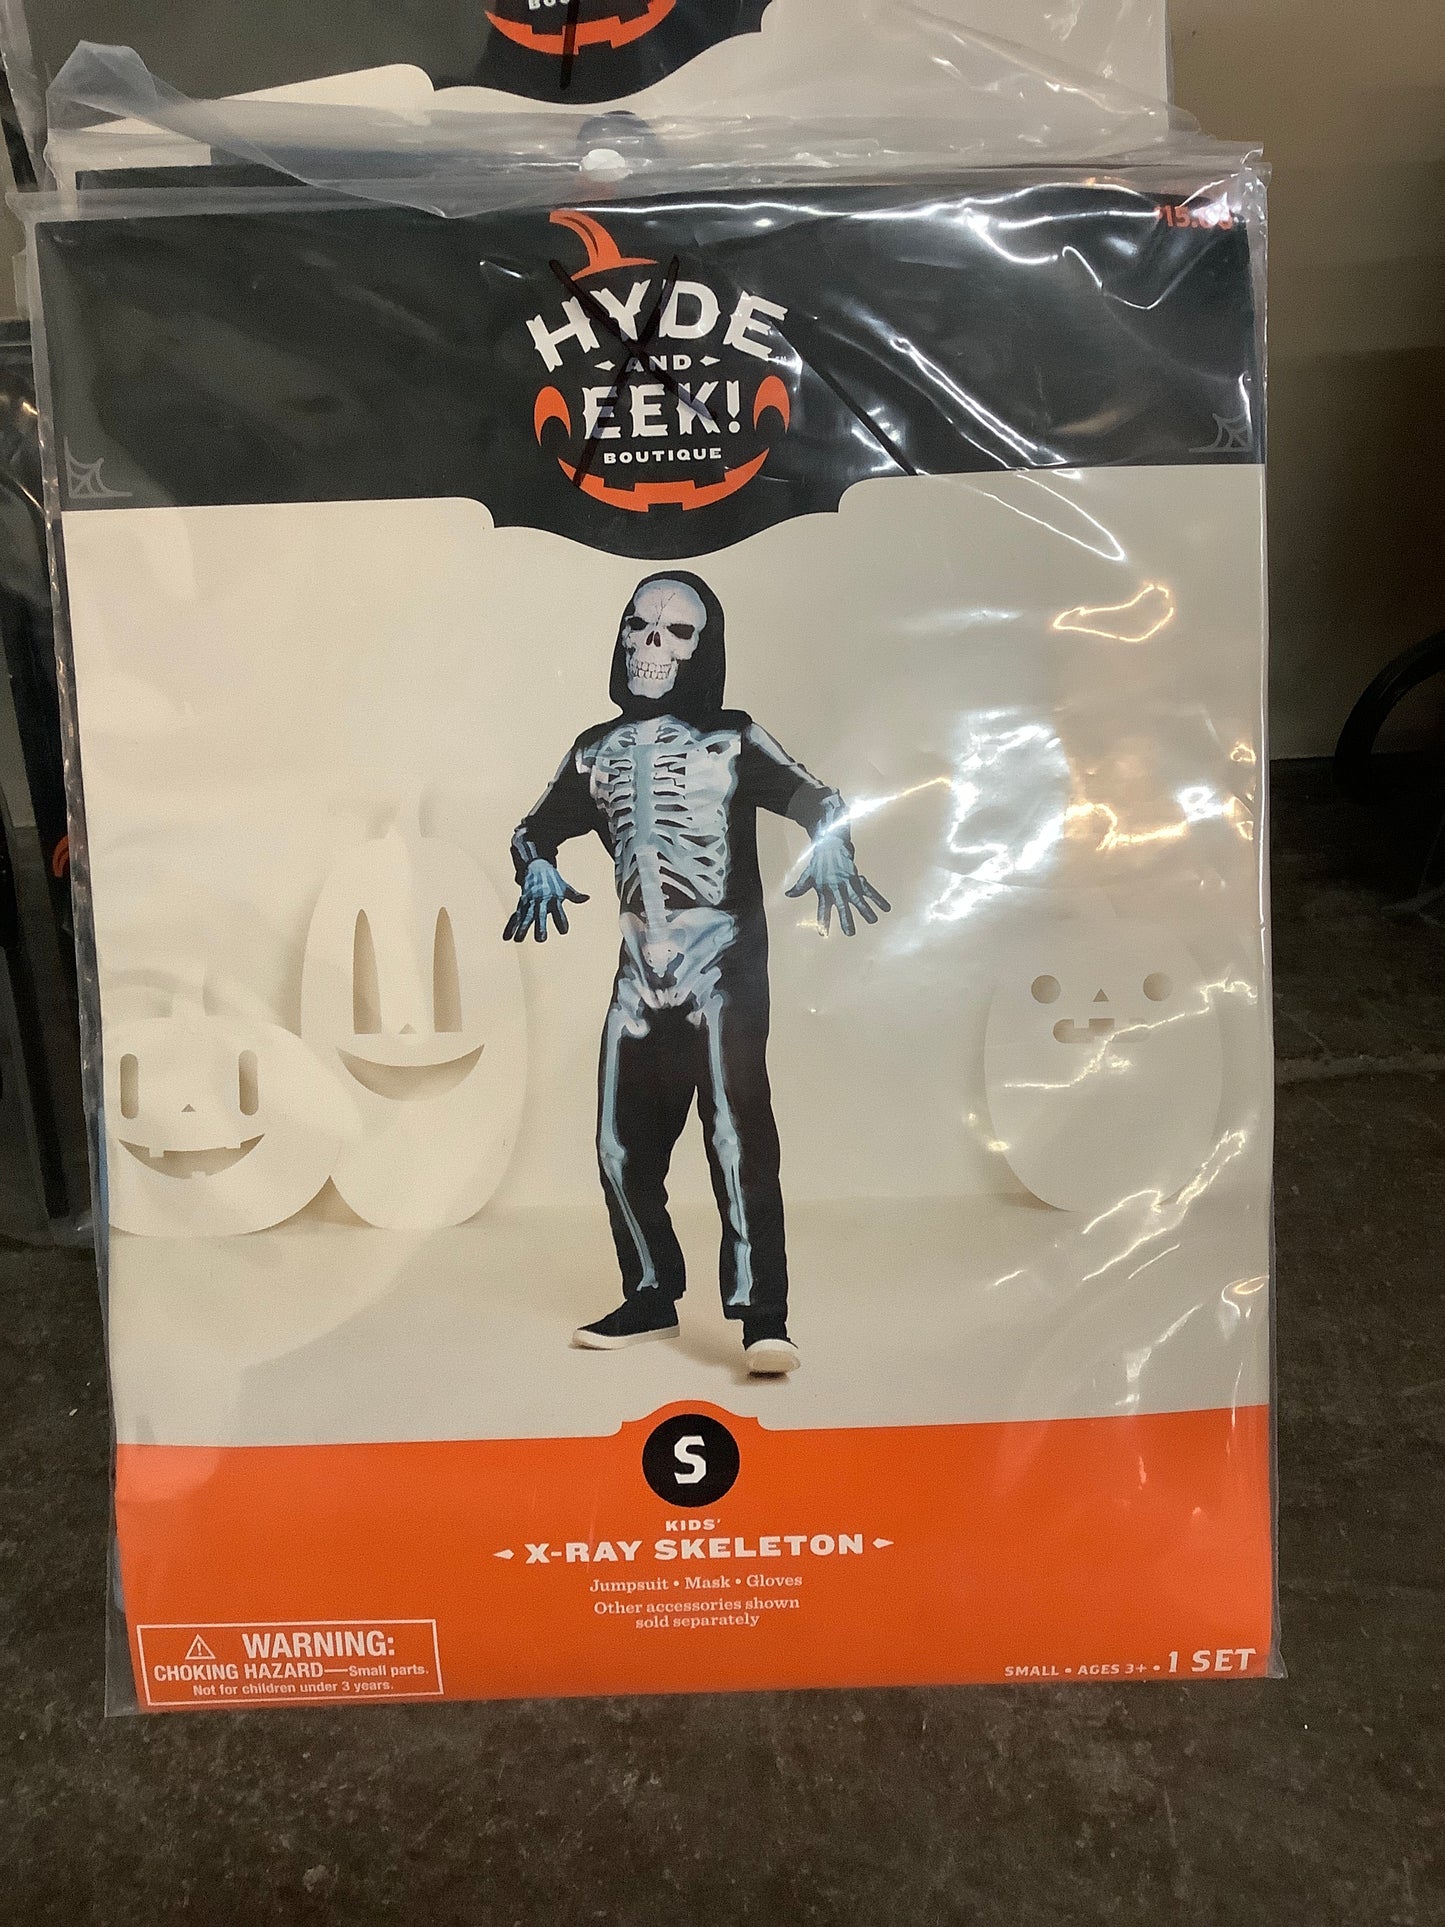 HYDE
AND
EEK!
BOUTIQUE
S
KIDS'
X-RAY SKELETON
Jumpsuit • Mask • Gloves
Other accessories shown
sold separately
WARNING:
CHOKING HAZARD—Small parts.
Not for children under 3 years.
SMALL • AGES 3+ • 1 SET